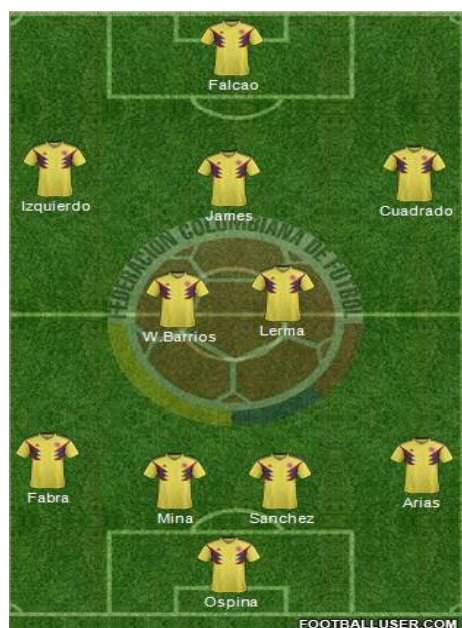 Falcao
Izquierdo
James
Cuadrado
FEDERACION COLOMBIANA DE FUTBOL
W.Barrios
Lerma
Fabra
Mina
Sanchez
Arias
Ospina
FOOTBALLUSER.COM